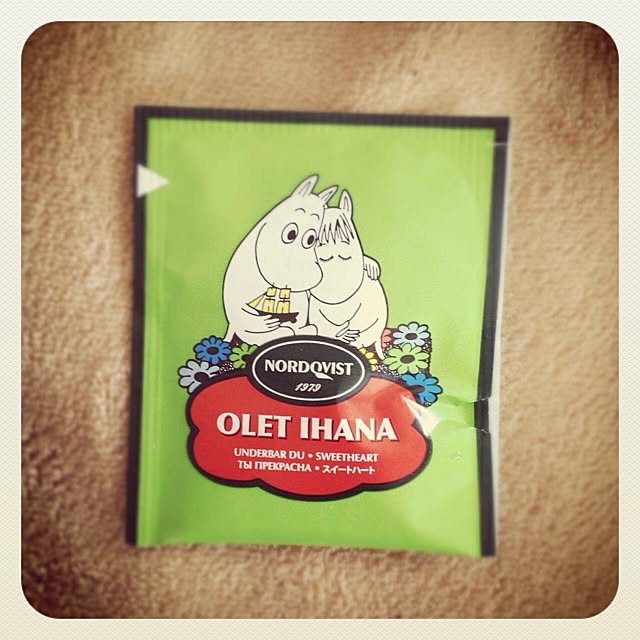 NORDQVIST
1979
OLET IHANA
UNDERBAR DU • SWEETHEART
ТЫ ПРЕКРАСНА • スイートハート